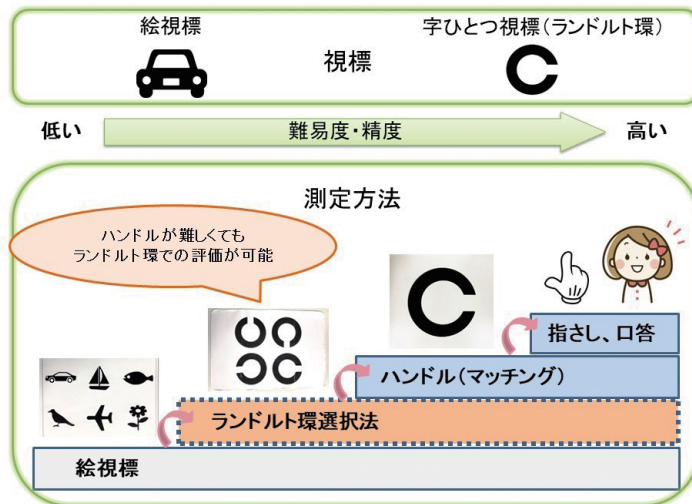 絵視標
字ひとつ視標(ランドルト環)
視標
低い
難易度・精度
高い
測定方法
ハンドルが難しくても
ランドルト環での評価が可能
指さし、口答
ハンドル(マッチング)
ランドルト環選択法
絵視標